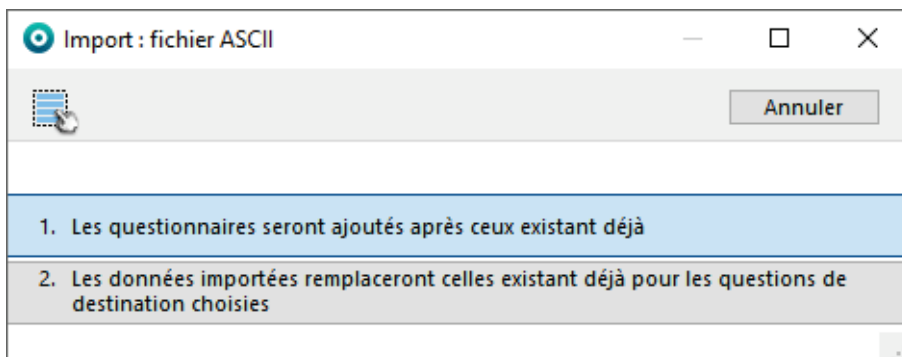 Import : fichier ASCII
Annuler
1. Les questionnaires seront ajoutés après ceux existant déjà
2. Les données importées remplaceront celles existant déjà pour les questions de
destination choisies